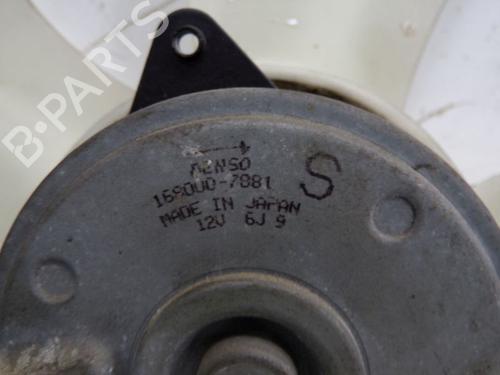 B-PARTS
DENSO
168000-7881
S
MADE IN JAPAN
12V 6J 9